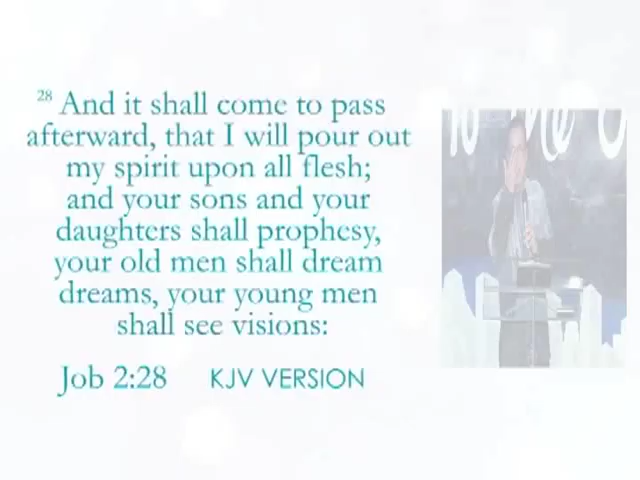 28 And it shall come to pass
afterward, that I will pour out
my spirit upon all flesh;
and your sons and your
daughters shall prophesy,
your old men shall dream
dreams, your young men
shall see visions:
Job 2:28 KJV VERSION